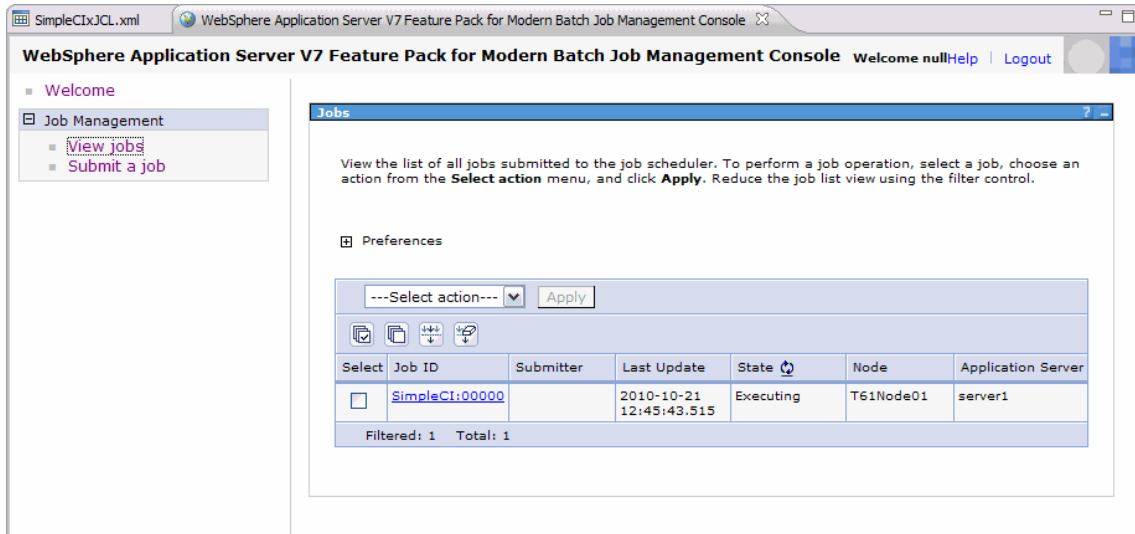 SimpleCIxJCL.xml
WebSphere Application Server V7 Feature Pack for Modern Batch Job Management Console
WebSphere Application Server V7 Feature Pack for Modern Batch Job Management Console Welcome nullHelp | Logout
Welcome
Job Management
View jobs
Submit a job
Jobs
?
View the list of all jobs submitted to the job scheduler. To perform a job operation, select a job, choose an
action from the Select action menu, and click Apply. Reduce the job list view using the filter control.
Preferences
---Select action--- Apply
Select Job ID Submitter Last Update State Node Application Server
SimpleCI:00000 2010-10-21 Executing T61Node01 server1
12:45:43.515
Filtered: 1 Total: 1